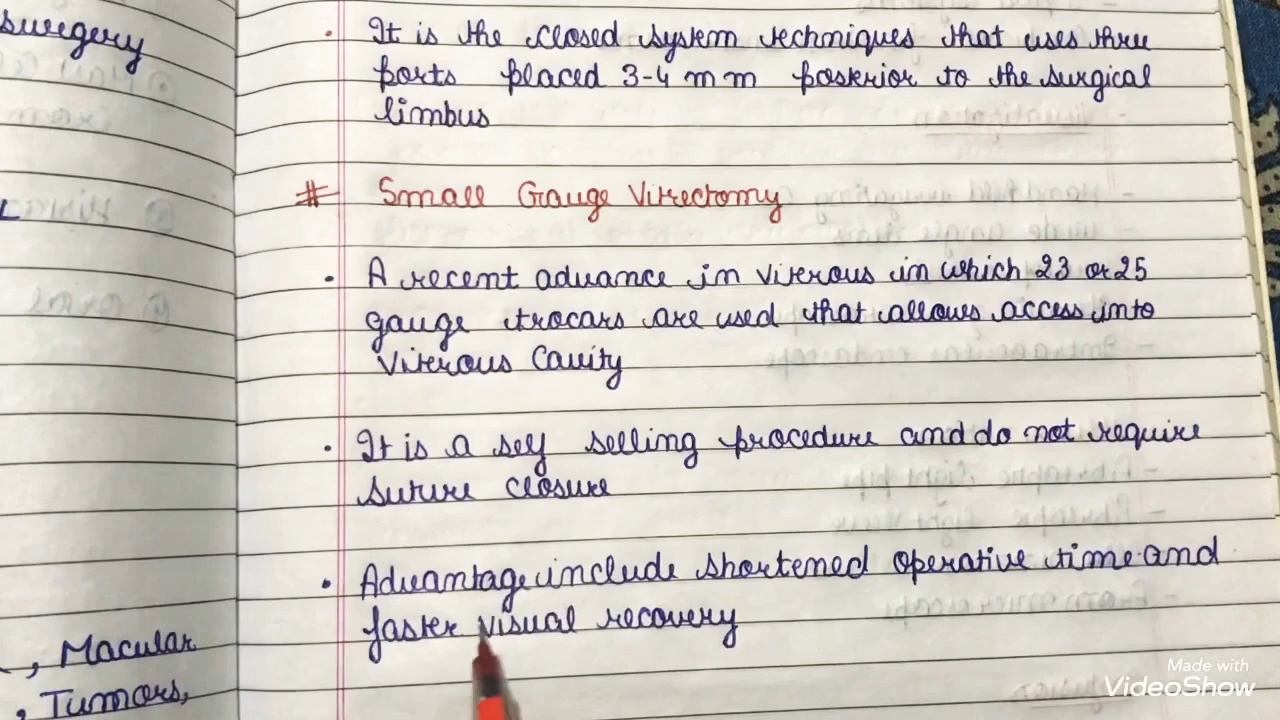 surgery
It is the closed system techniques that uses three
ports placed 3-4 mm posterior to the surgical
limbus
# Small Gauge Virectomy
A recent advance in viterous in which 23 or 25
gauge trocars are used that allows access into
Viterous Cavity
It is a self selling procedure and do not require
suture closure
Advantage include shortened operative time and
faster visual recovery
, Macular
, Tumors,
Made with
VideoShow